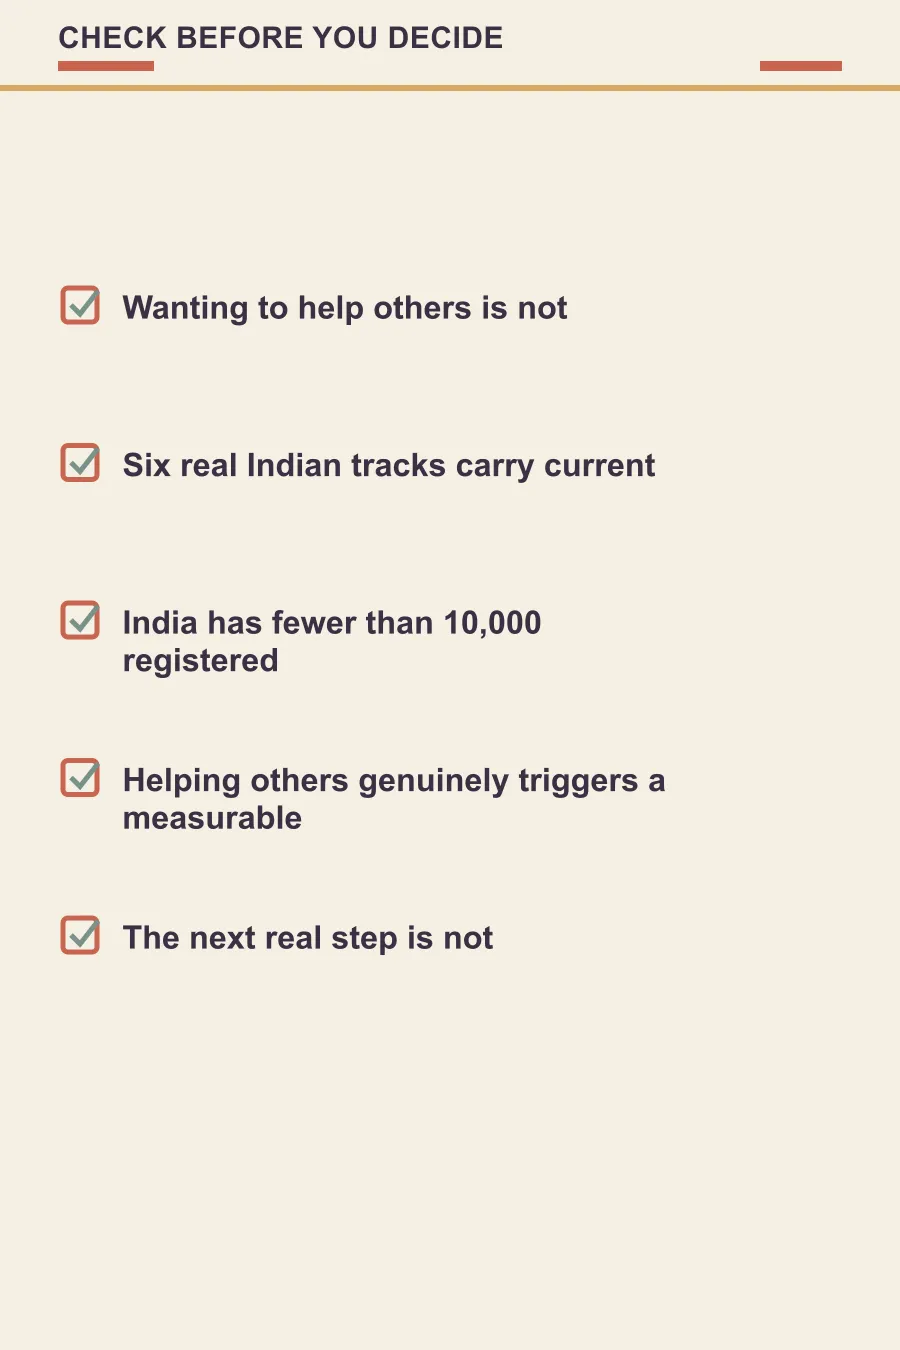 CHECK BEFORE YOU DECIDE
Wanting to help others is not
Six real Indian tracks carry current
India has fewer than 10,000
registered
Helping others genuinely triggers a
measurable
The next real step is not